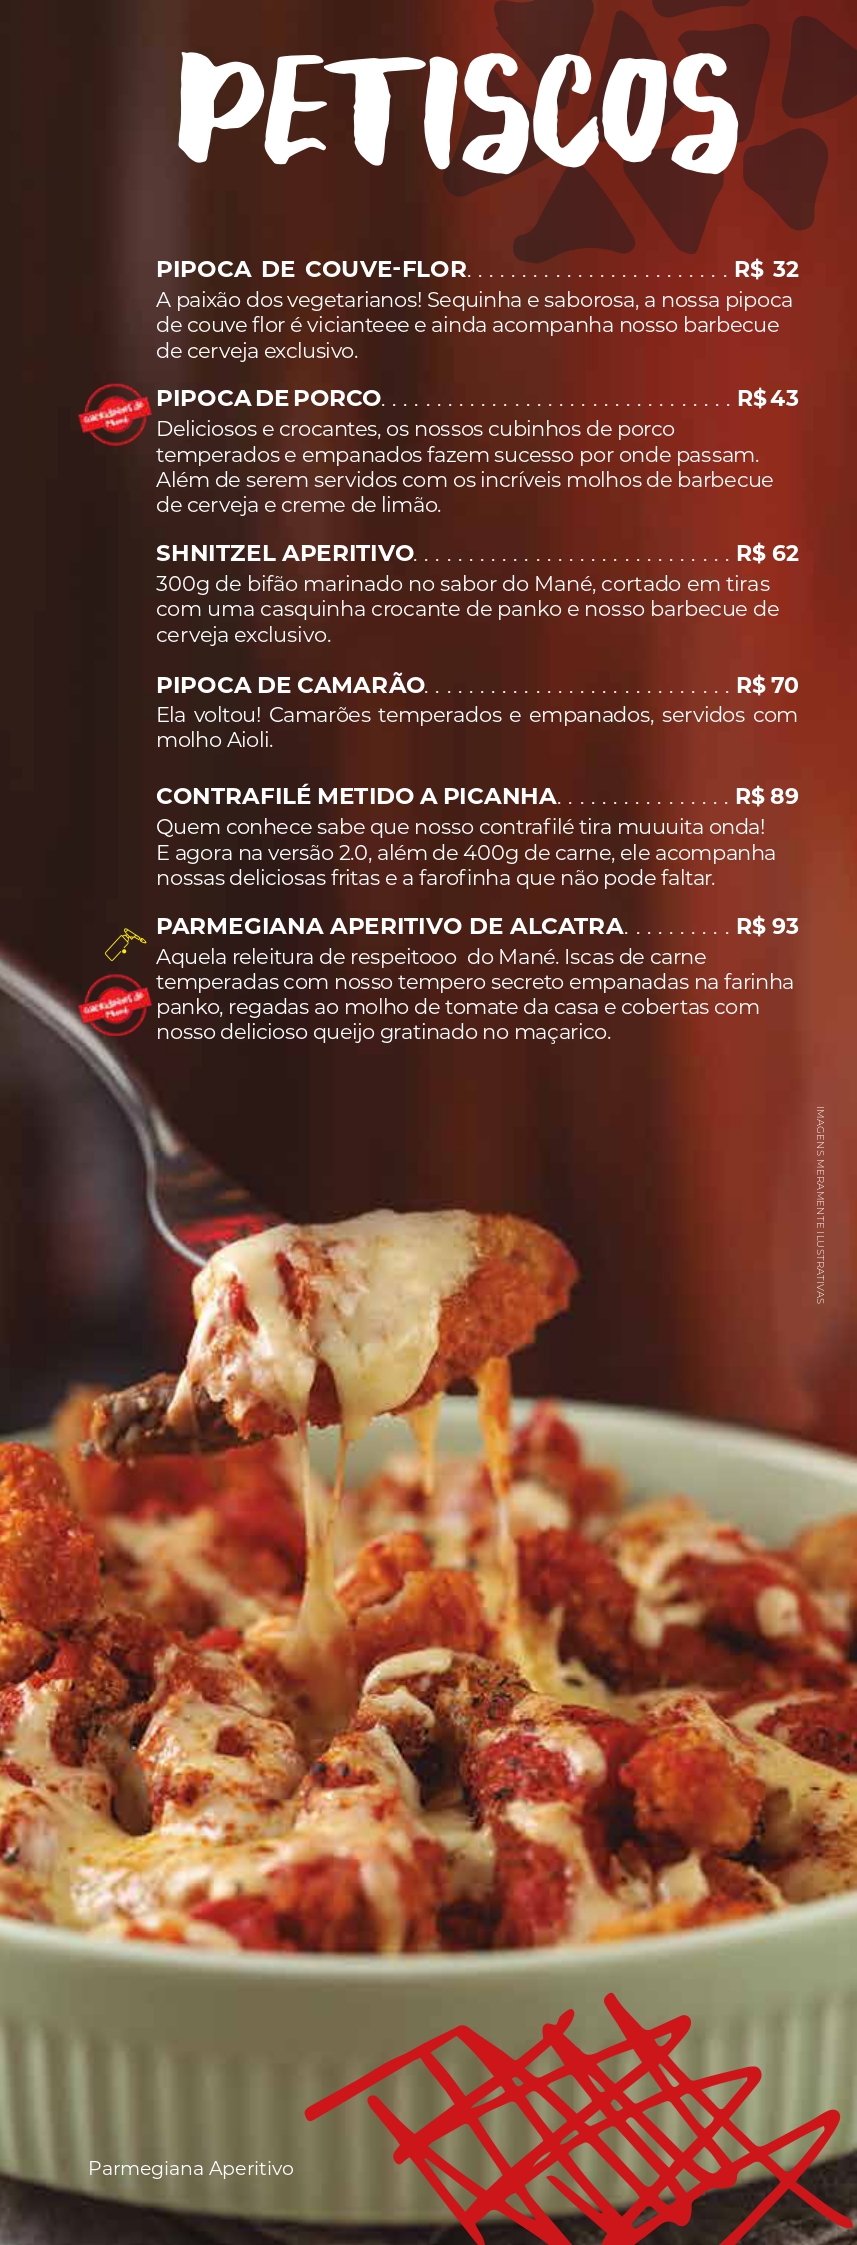 PETISCOS
PIPOCA DE COUVE-FLOR. . . . . . . . . . . . . . . . . . . . . . . . R$ 32
A paixão dos vegetarianos! Sequinha e saborosa, a nossa pipoca
de couve flor é vicianteee e ainda acompanha nosso barbecue
de cerveja exclusivo.
PIPOCA DE PORCO. . . . . . . . . . . . . . . . . . . . . . . . . . . . . . . . R$ 43
Deliciosos e crocantes, os nossos cubinhos de porco
temperados e empanados fazem sucesso por onde passam.
Além de serem servidos com os incríveis molhos de barbecue
de cerveja e creme de limão.
SHNITZEL APERITIVO. . . . . . . . . . . . . . . . . . . . . . . . . . . . . R$ 62
300g de bifão marinado no sabor do Mané, cortado em tiras
com uma casquinha crocante de panko e nosso barbecue de
cerveja exclusivo.
PIPOCA DE CAMARÃO. . . . . . . . . . . . . . . . . . . . . . . . . . . . R$ 70
Ela voltou! Camarões temperados e empanados, servidos com
molho Aioli.
CONTRAFILÉ METIDO A PICANHA. . . . . . . . . . . . . . . . R$ 89
Quem conhece sabe que nosso contrafilé tira muuuita onda!
E agora na versão 2.0, além de 400g de carne, ele acompanha
nossas deliciosas fritas e a farofinha que não pode faltar.
PARMEGIANA APERITIVO DE ALCATRA. . . . . . . . . . R$ 93
Aquela releitura de respeitooo do Mané. Iscas de carne
temperadas com nosso tempero secreto empanadas na farinha
panko, regadas ao molho de tomate da casa e cobertas com
nosso delicioso queijo gratinado no maçarico.
IMAGENS MERAMENTE ILUSTRATIVAS
Parmegiana Aperitivo